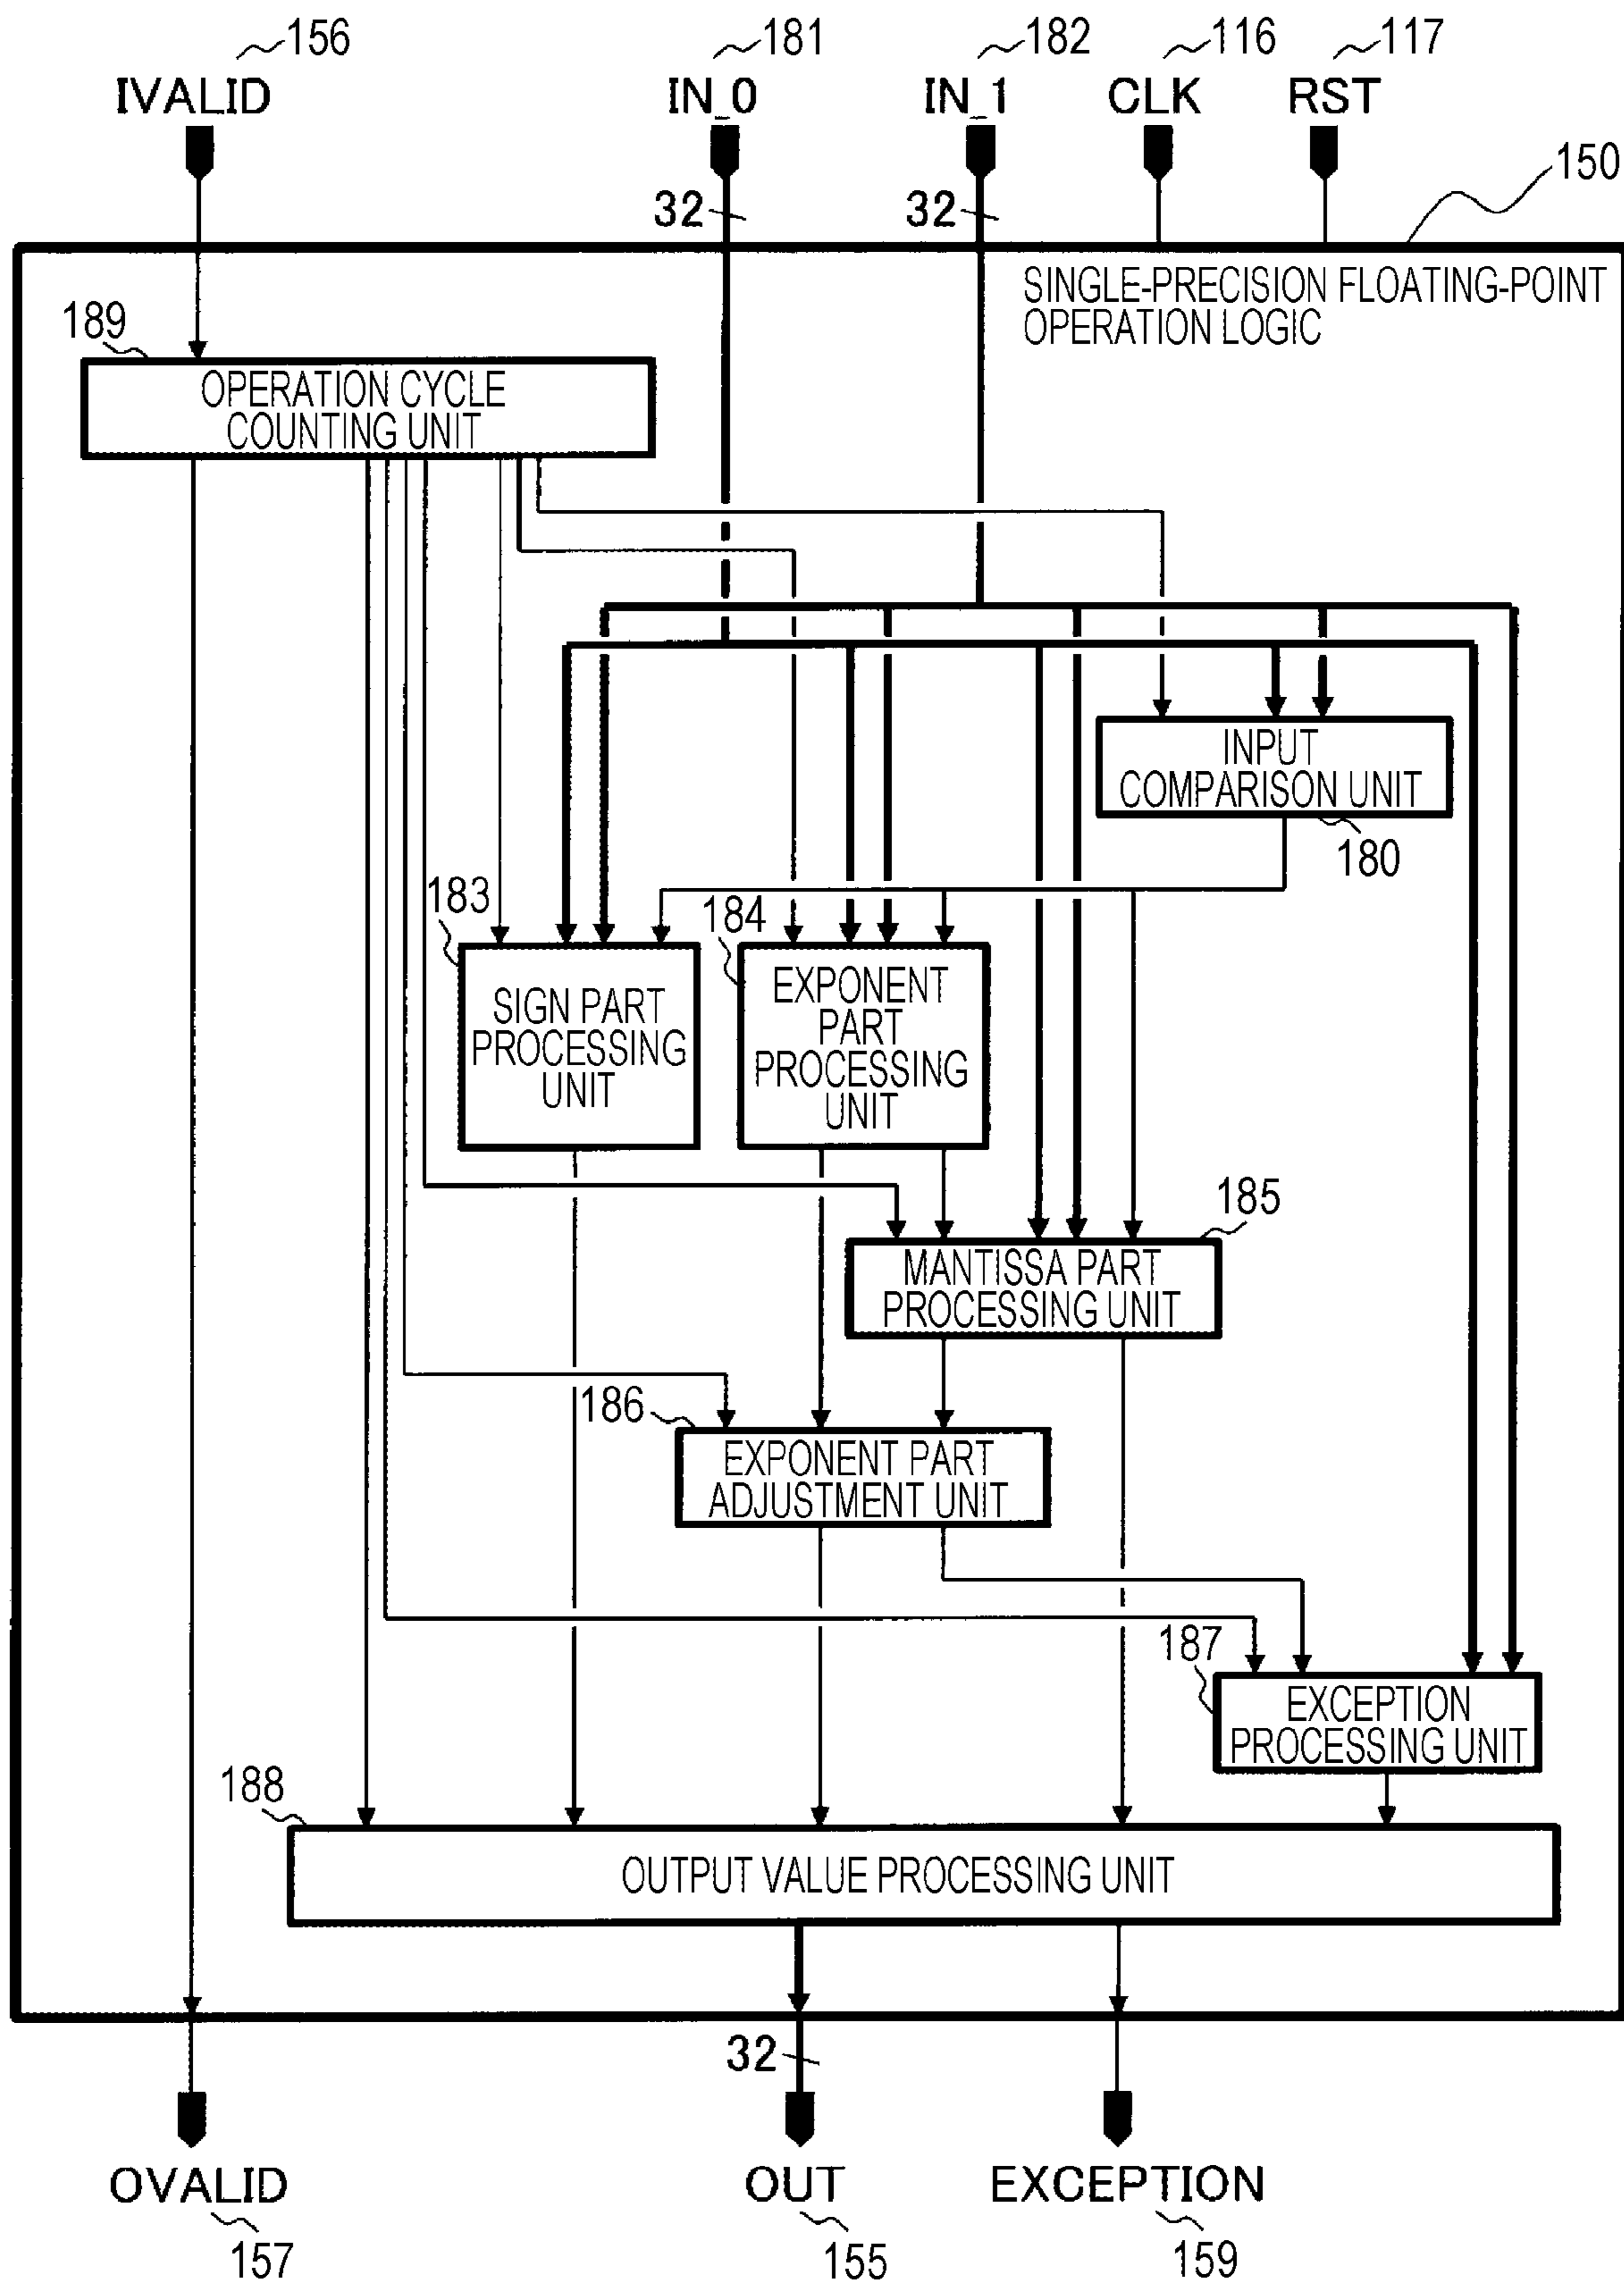 156
181
182
116
117
IVALID
IN_0
IN_1
CLK
RST
150
32
32
SINGLE-PRECISION FLOATING-POINT
OPERATION LOGIC
189
OPERATION CYCLE
COUNTING UNIT
INPUT
COMPARISON UNIT
180
183
184
SIGN PART
PROCESSING
UNIT
EXPONENT
PART
PROCESSING
UNIT
185
MANTISSA PART
PROCESSING UNIT
186
EXPONENT PART
ADJUSTMENT UNIT
187
EXCEPTION
PROCESSING UNIT
188
OUTPUT VALUE PROCESSING UNIT
32
OVALID
OUT
EXCEPTION
157
155
159